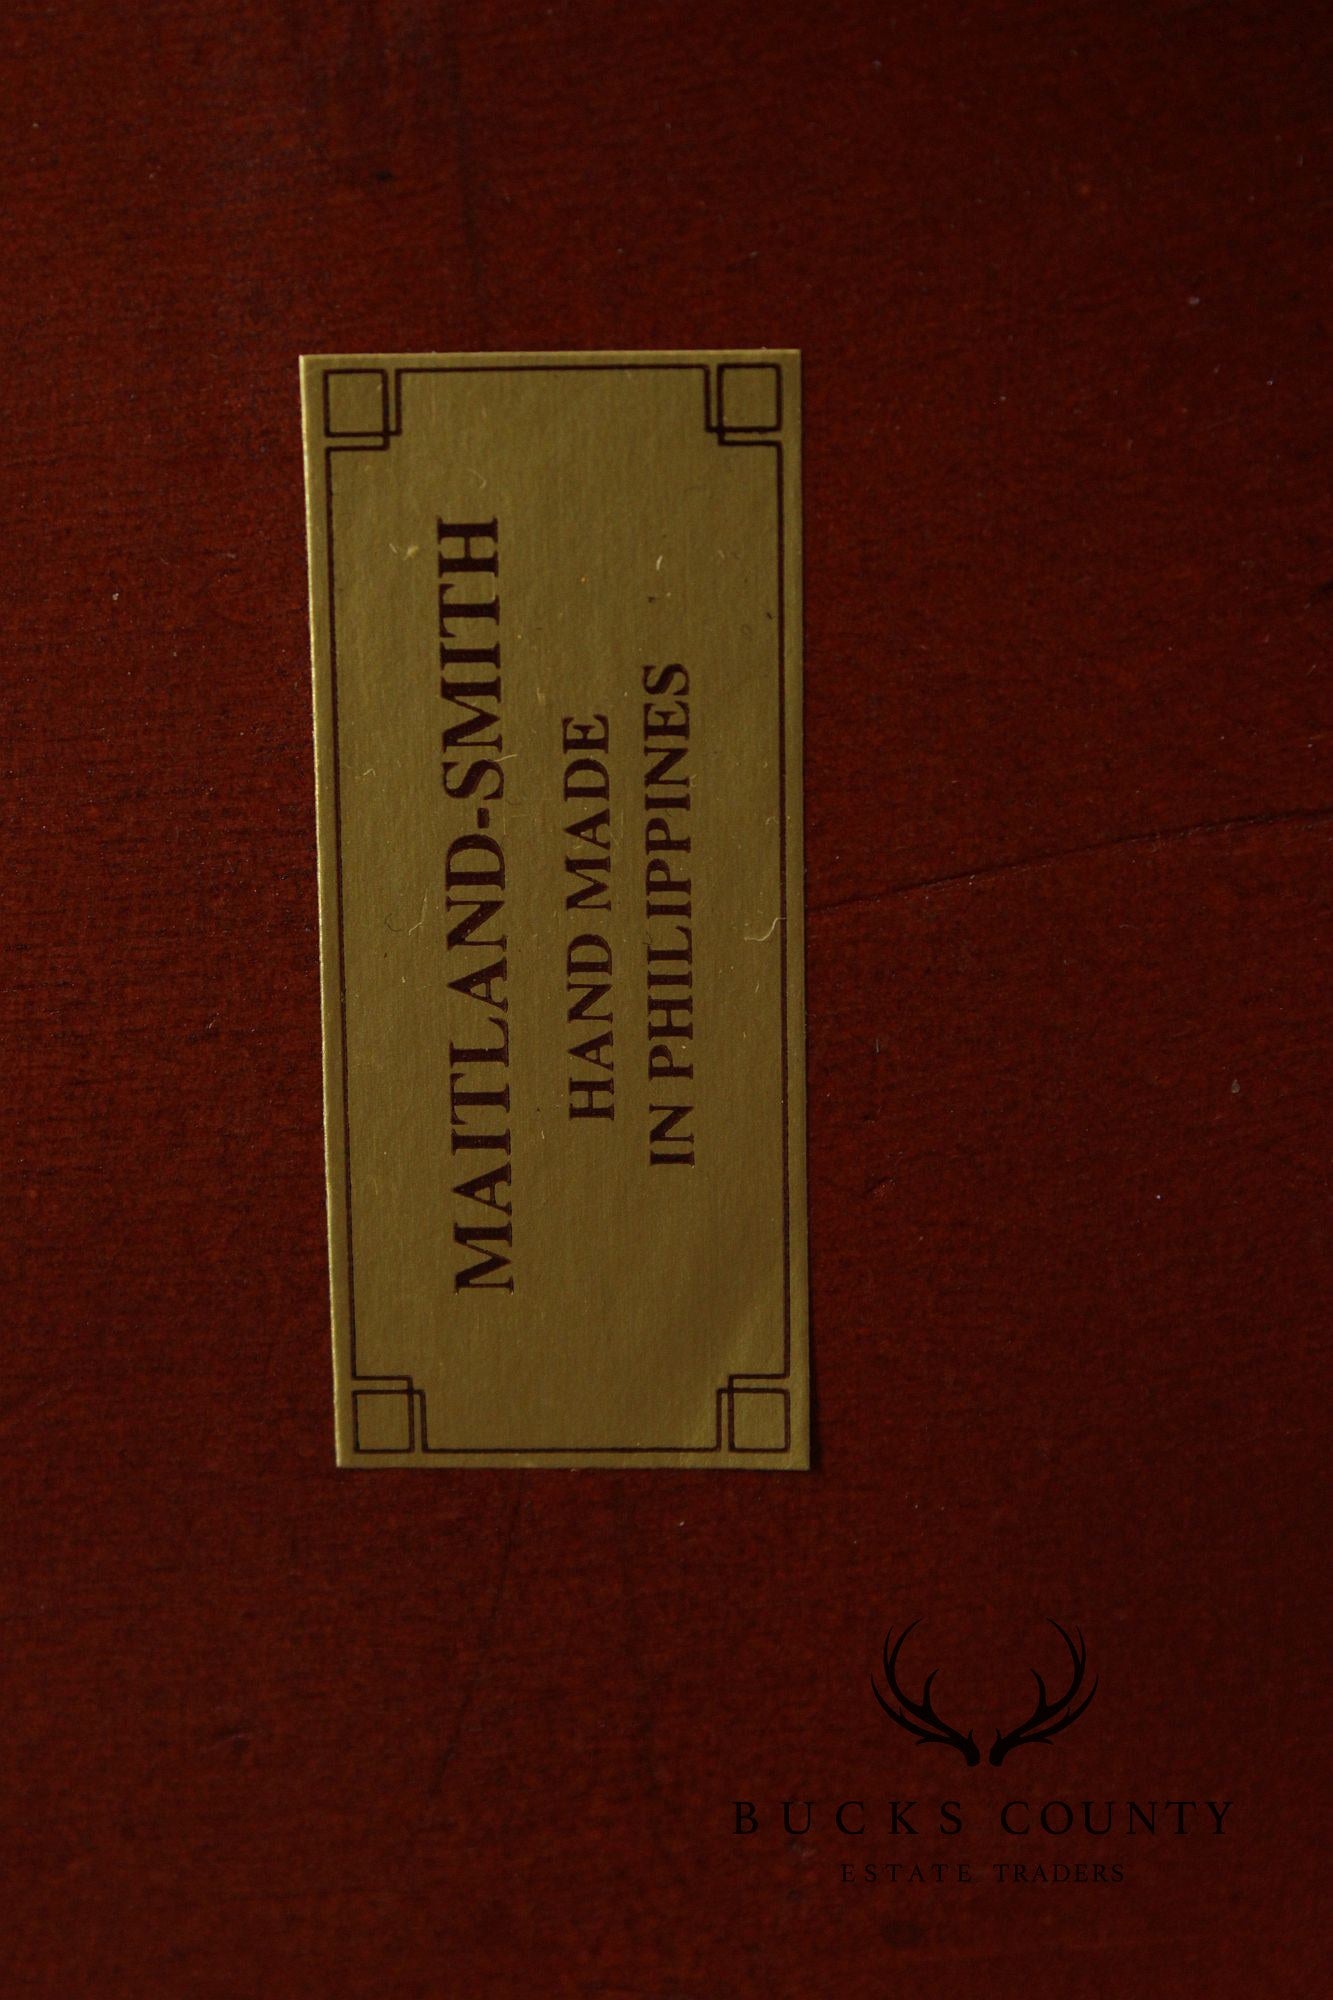 MAITLAND-SMITH
HAND MADE
IN PHILIPPINES
BUCKS COUNTY
ESTATE TRADERS